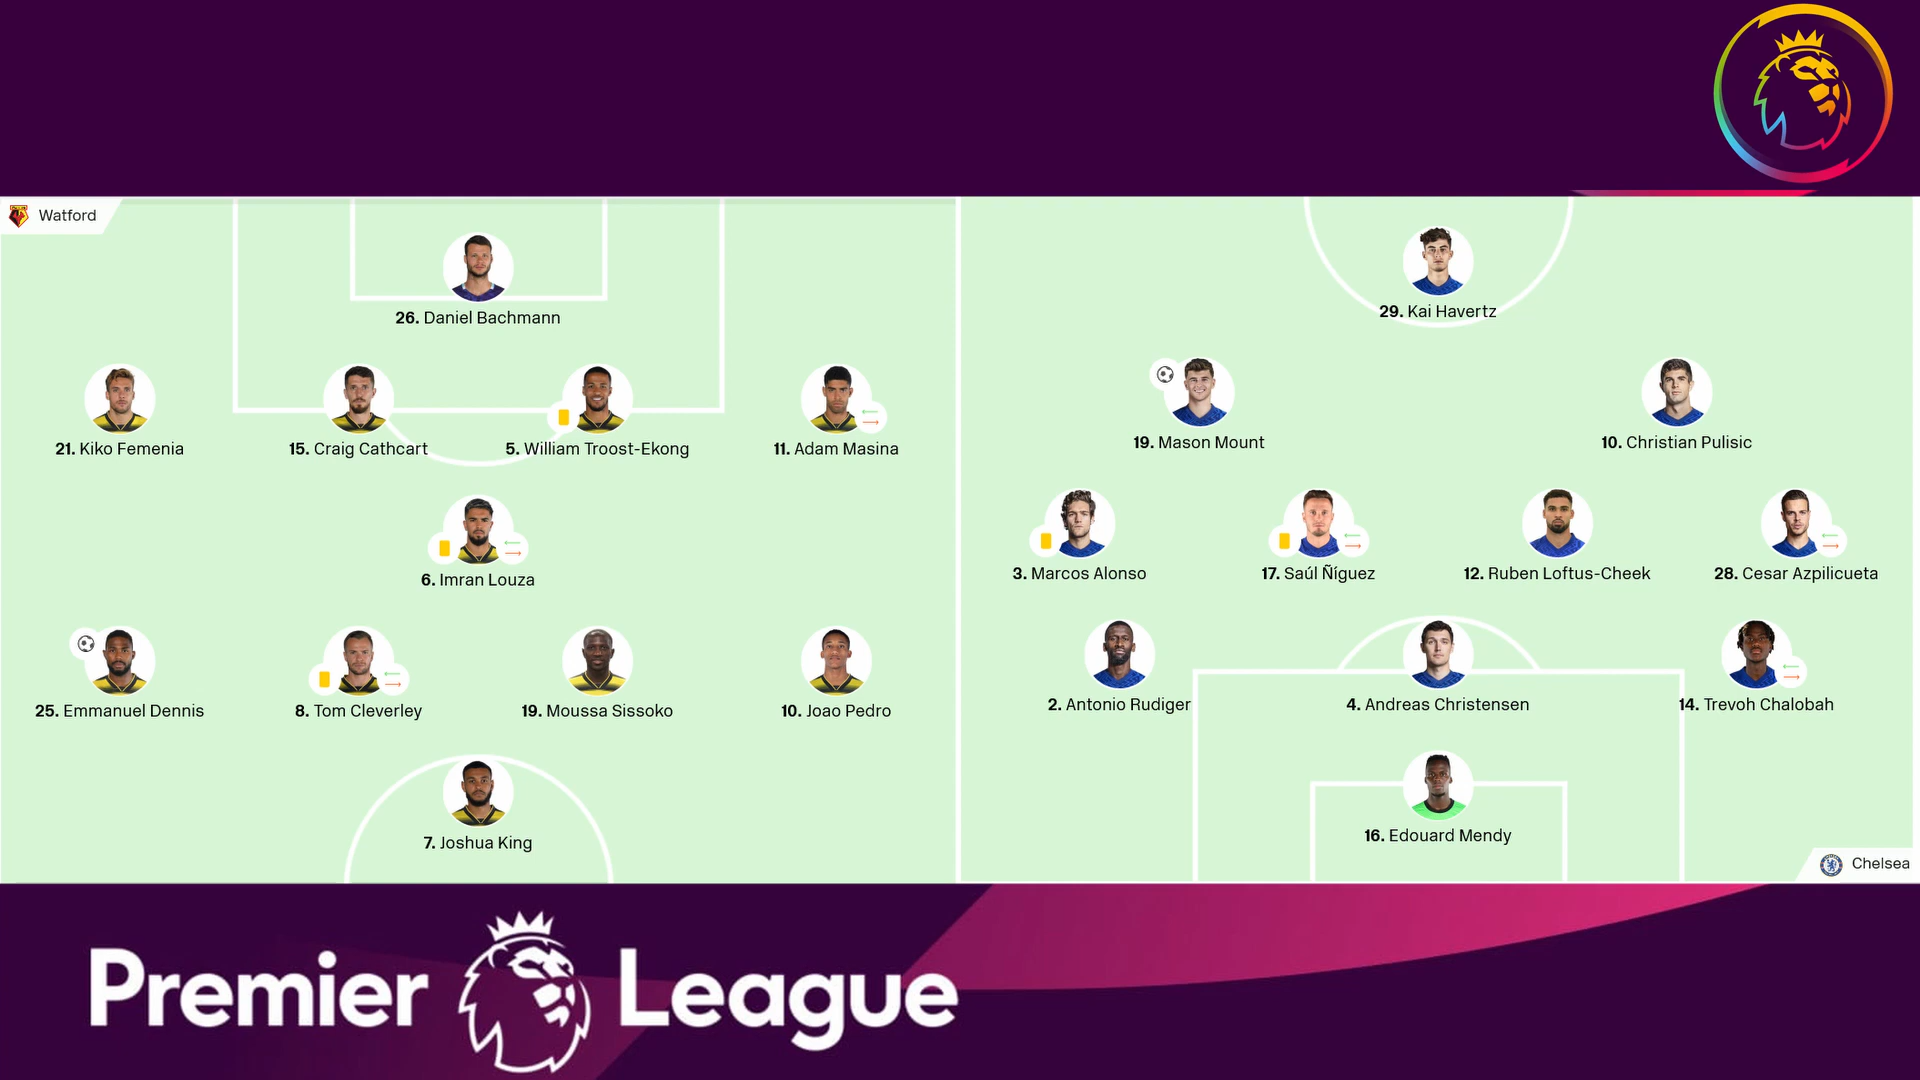 Watford
26. Daniel Bachmann
21. Kiko Femenia
15. Craig Cathcart
5. William Troost-Ekong
11. Adam Masina
6. Imran Louza
25. Emmanuel Dennis
8. Tom Cleverley
19. Moussa Sissoko
10. Joao Pedro
7. Joshua King
29. Kai Havertz
19. Mason Mount
10. Christian Pulisic
3. Marcos Alonso
17. Saúl Ñíguez
12. Ruben Loftus-Cheek
28. Cesar Azpilicueta
2. Antonio Rudiger
4. Andreas Christensen
14. Trevoh Chalobah
16. Edouard Mendy
Chelsea
Premier League